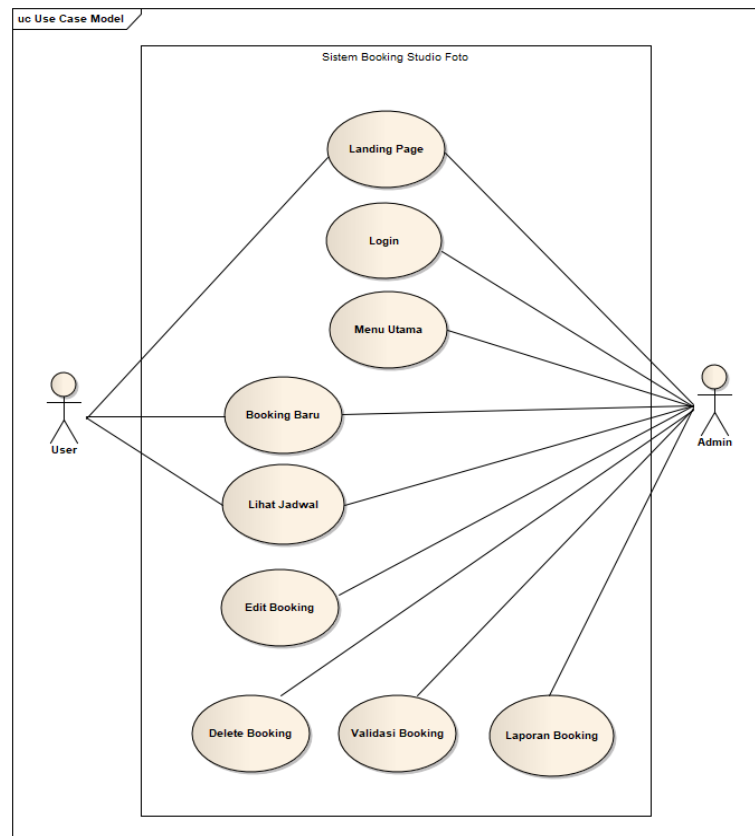 uc Use Case Model
Sistem Booking Studio Foto
Landing Page
Login
Menu Utama
Booking Baru
User
Admin
Lihat Jadwal
Edit Booking
Delete Booking
Validasi Booking
Laporan Booking